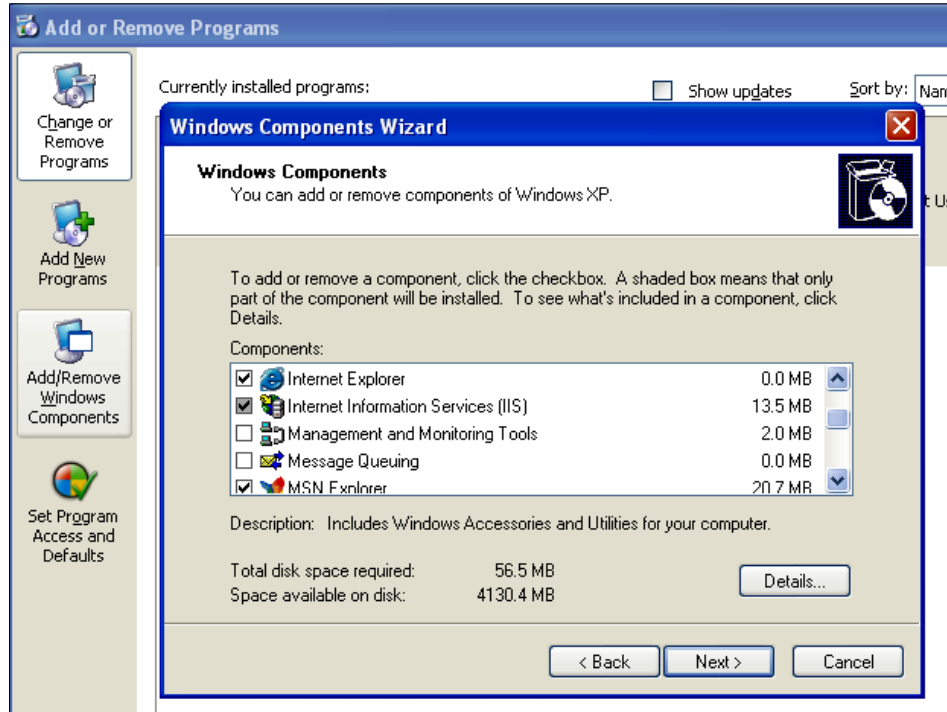 Add or Remove Programs
Change or
Remove
Programs
Add New
Programs
Add/Remove
Windows
Components
Set Program
Access and
Defaults
Currently installed programs:
Show updates
Sort by:
Windows Components Wizard
Windows Components
You can add or remove components of Windows XP.
To add or remove a component, click the checkbox. A shaded box means that only
part of the component will be installed. To see what's included in a component, click
Details.
Components:
Internet Explorer 0.0 MB
Internet Information Services (IIS) 13.5 MB
Management and Monitoring Tools 2.0 MB
Message Queuing 0.0 MB
MSN Explorer 20.7 MB
Description: Includes Windows Accessories and Utilities for your computer.
Total disk space required: 56.5 MB
Space available on disk: 4130.4 MB
Details...
< Back Next > Cancel